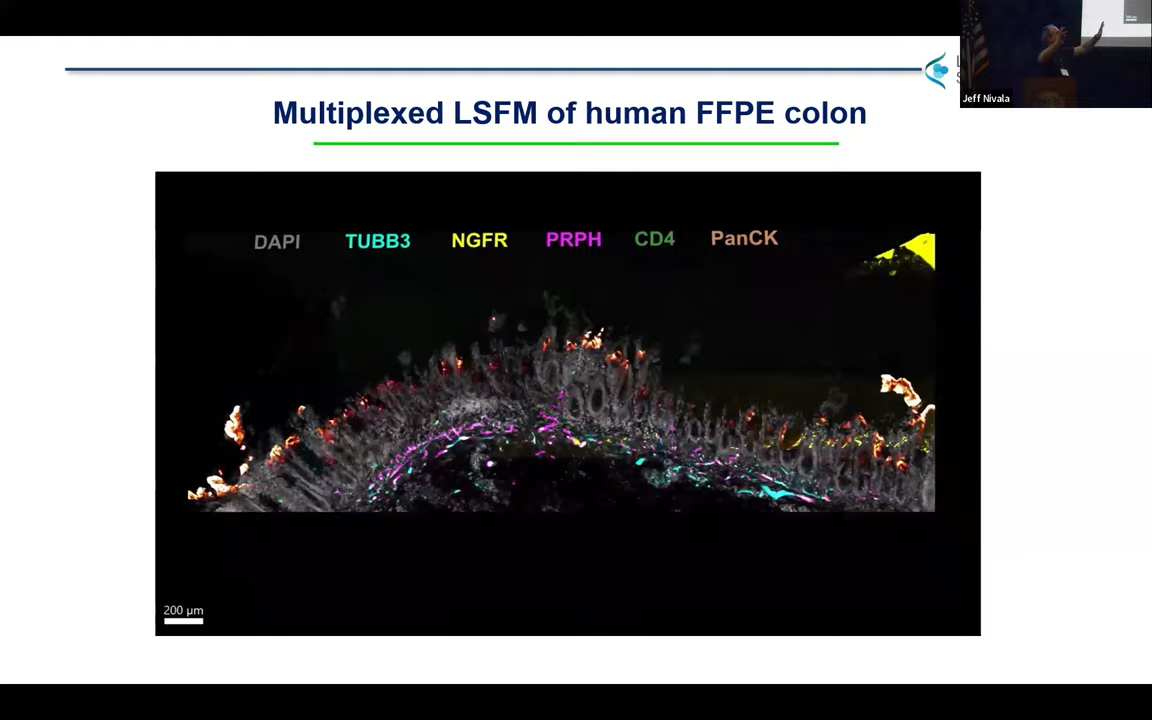 Multiplexed LSFM of human FFPE colon
DAPI TUBB3 NGFR PRPH CD4 PanCK
200 µm
Jeff Nivala